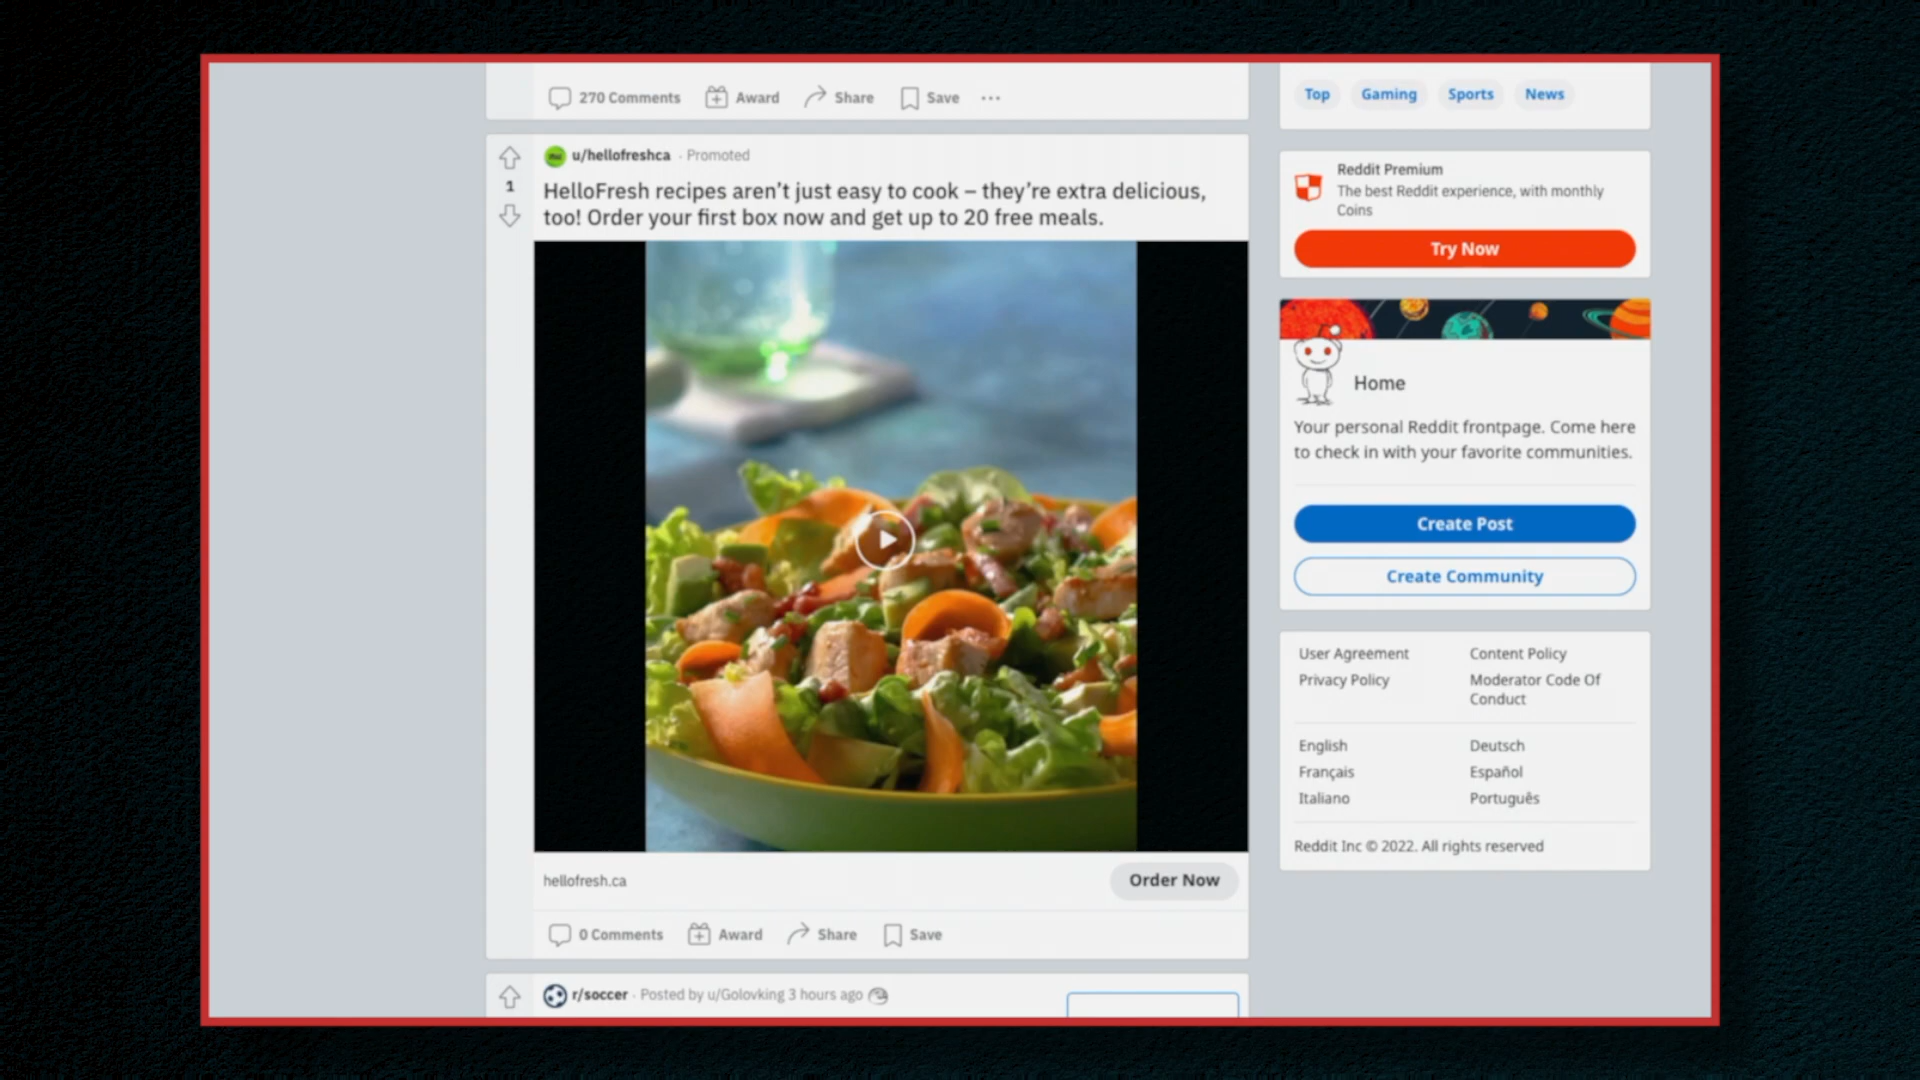 270 Comments Award Share Save
u/hellofreshca · Promoted
1
HelloFresh recipes aren't just easy to cook – they're extra delicious,
too! Order your first box now and get up to 20 free meals.
hellofresh.ca
Order Now
0 Comments Award Share Save
r/soccer · Posted by u/Golovking 3 hours ago
Top Gaming Sports News
Reddit Premium
The best Reddit experience, with monthly
Coins
Try Now
Home
Your personal Reddit frontpage. Come here
to check in with your favorite communities.
Create Post
Create Community
User Agreement Content Policy
Privacy Policy Moderator Code Of
Conduct
English Deutsch
Français Español
Italiano Português
Reddit Inc © 2022. All rights reserved